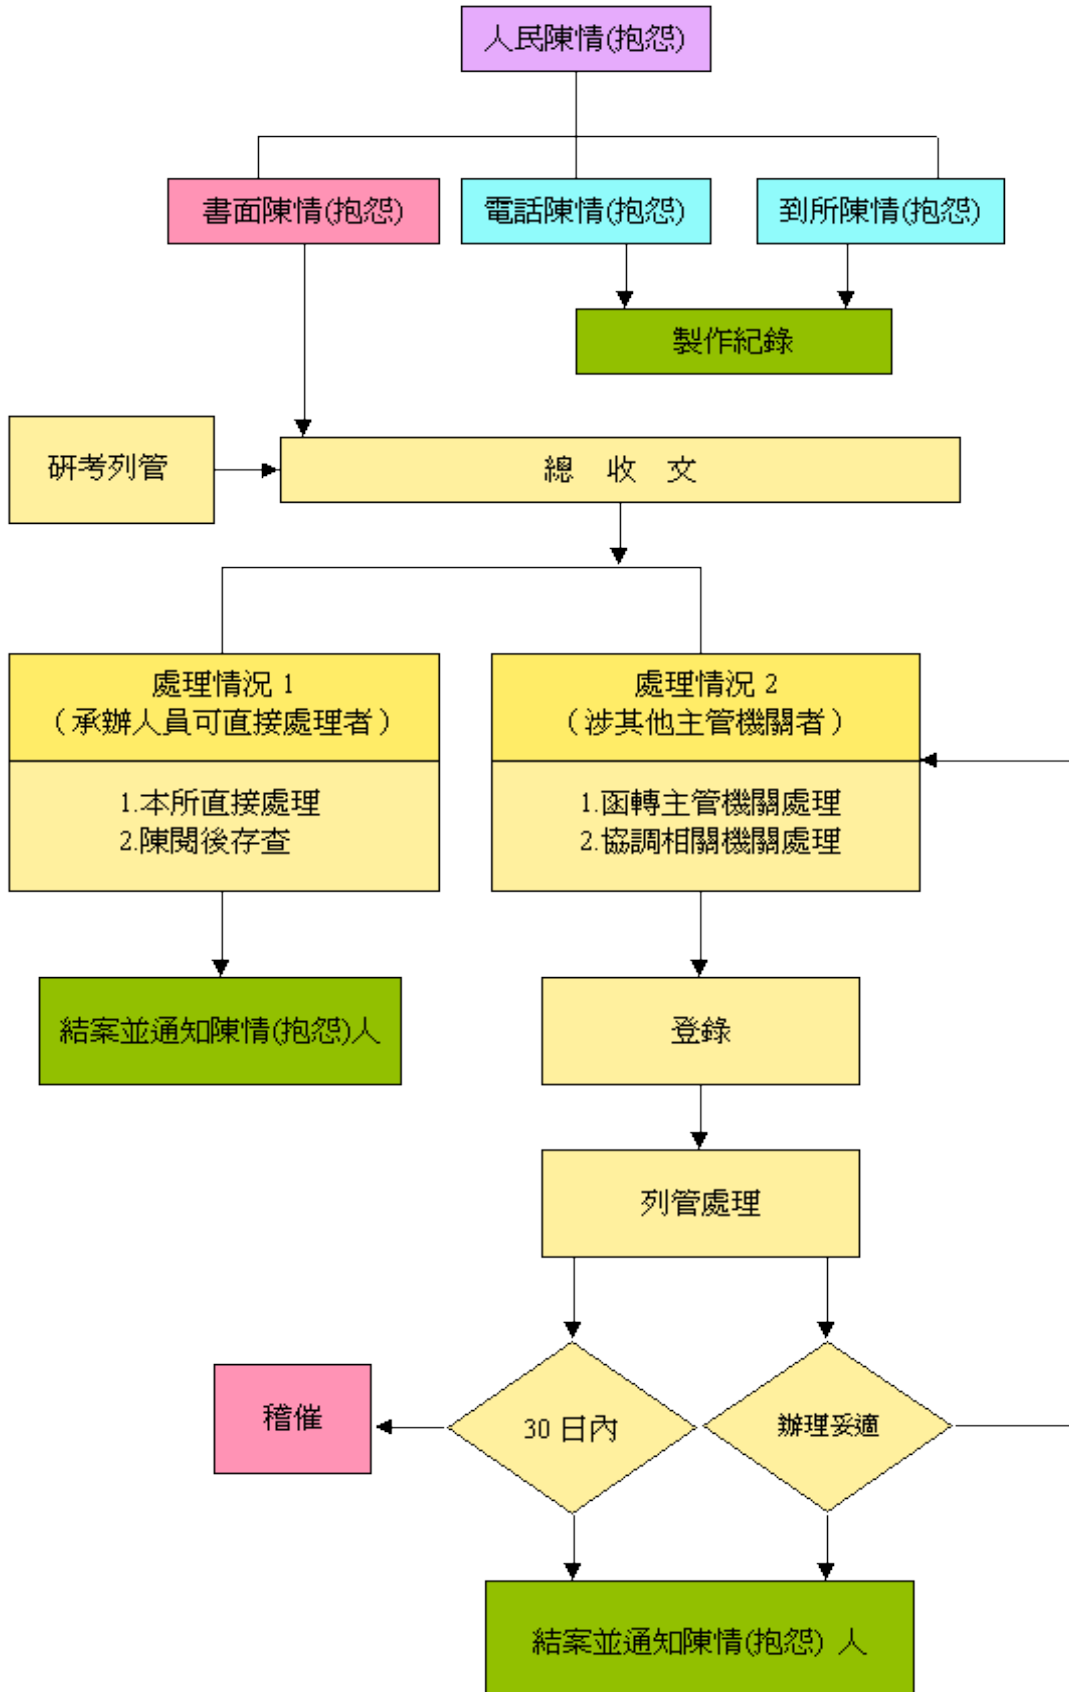 人民陳情(抱怨)
書面陳情(抱怨)
電話陳情(抱怨)
到所陳情(抱怨)
製作紀錄
研考列管
總 收 文
處理情況 1
（承辦人員可直接處理者）
1.本所直接處理
2.陳閱後存查
處理情況 2
（涉其他主管機關者）
1.函轉主管機關處理
2.協調相關機關處理
結案並通知陳情(抱怨)人
登錄
列管處理
稽催
30 日內
辦理妥適
結案並通知陳情(抱怨) 人